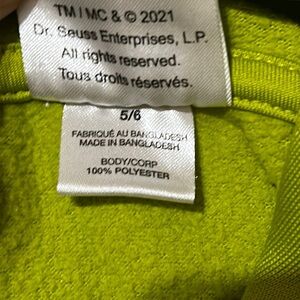 TM / MC & © 2021
Dr. Seuss Enterprises, L.P.
All rights reserved.
Tous droits réservés.
5/6
FABRIQUÉ AU BANGLADESH
MADE IN BANGLADESH
BODY/CORP
100% POLYESTER